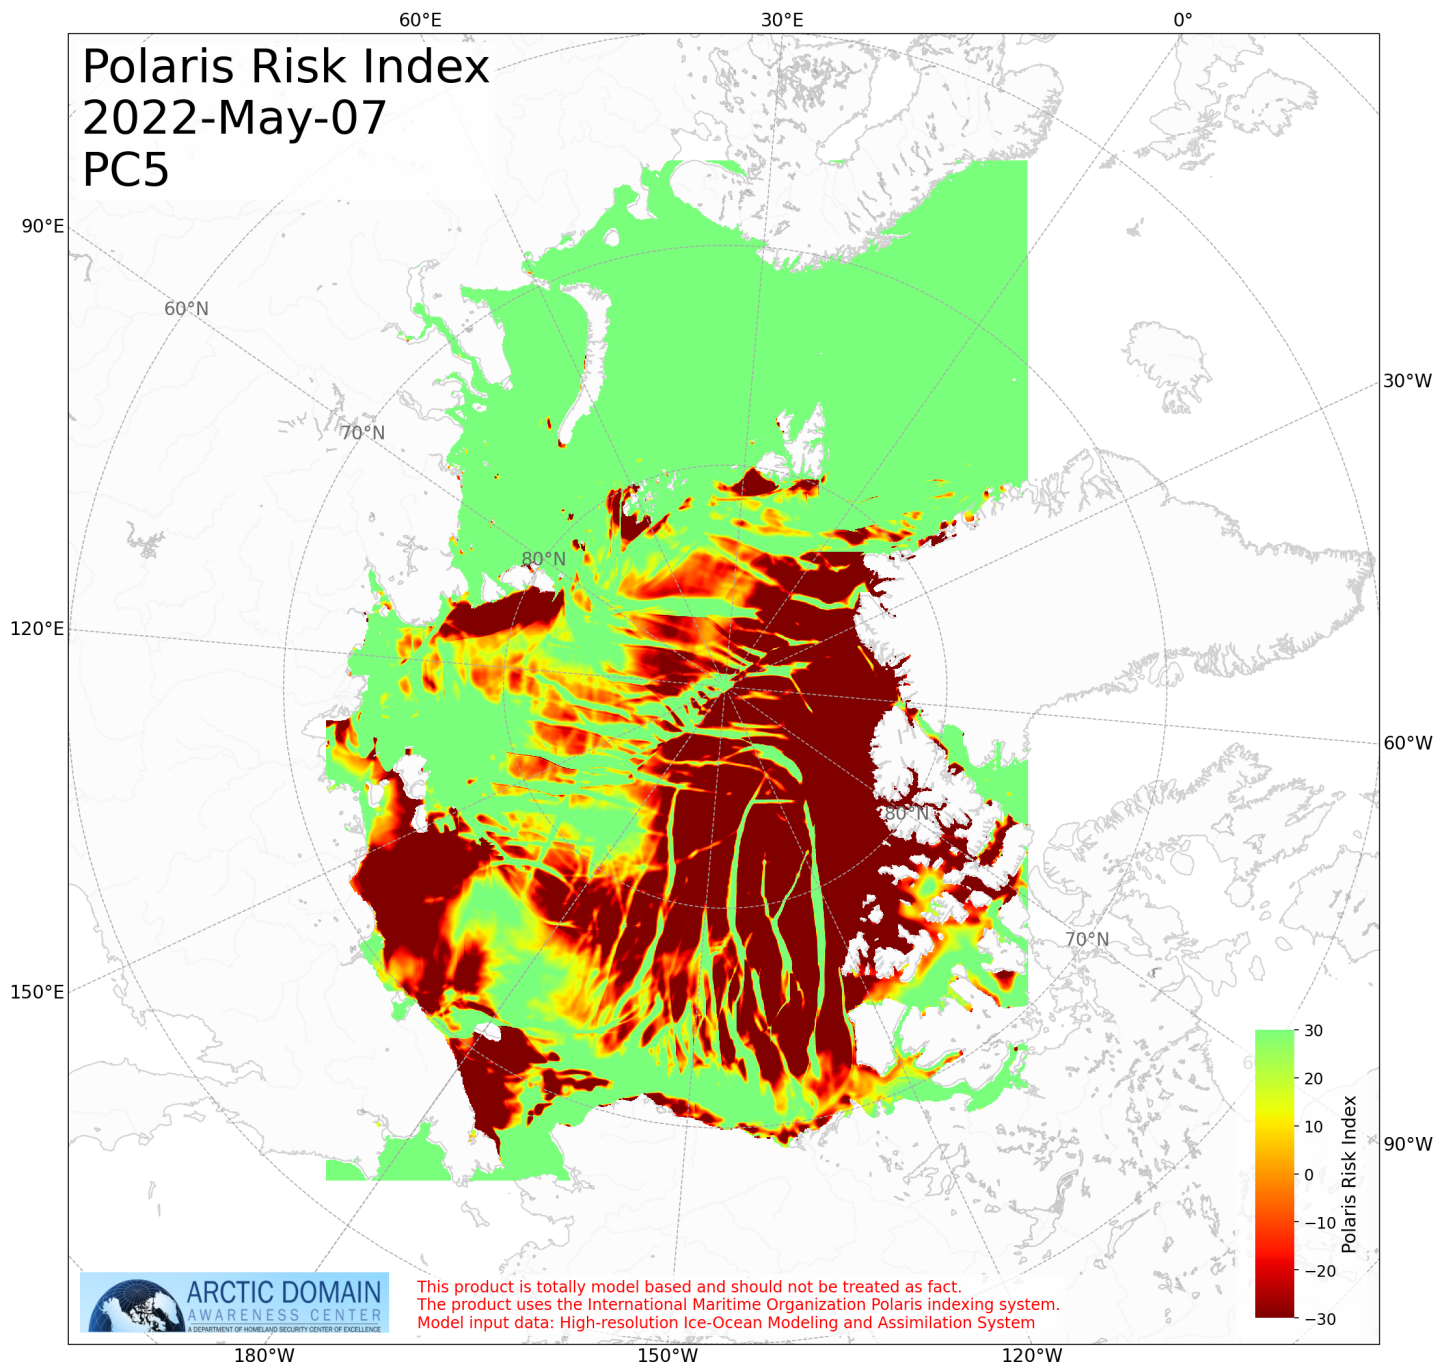 60°E 30°E 0°
Polaris Risk Index
2022-May-07
PC5
90°E
60°N
30°W
70°N
80°N
120°E
60°W
80°N
70°N
150°E
30
20
10
0
−10
−20
−30
Polaris Risk Index
90°W
ARCTIC DOMAIN
AWARENESS CENTER
A DEPARTMENT OF HOMELAND SECURITY CENTER OF EXCELLENCE
This product is totally model based and should not be treated as fact.
The product uses the International Maritime Organization Polaris indexing system.
Model input data: High-resolution Ice-Ocean Modeling and Assimilation System
180°W 150°W 120°W